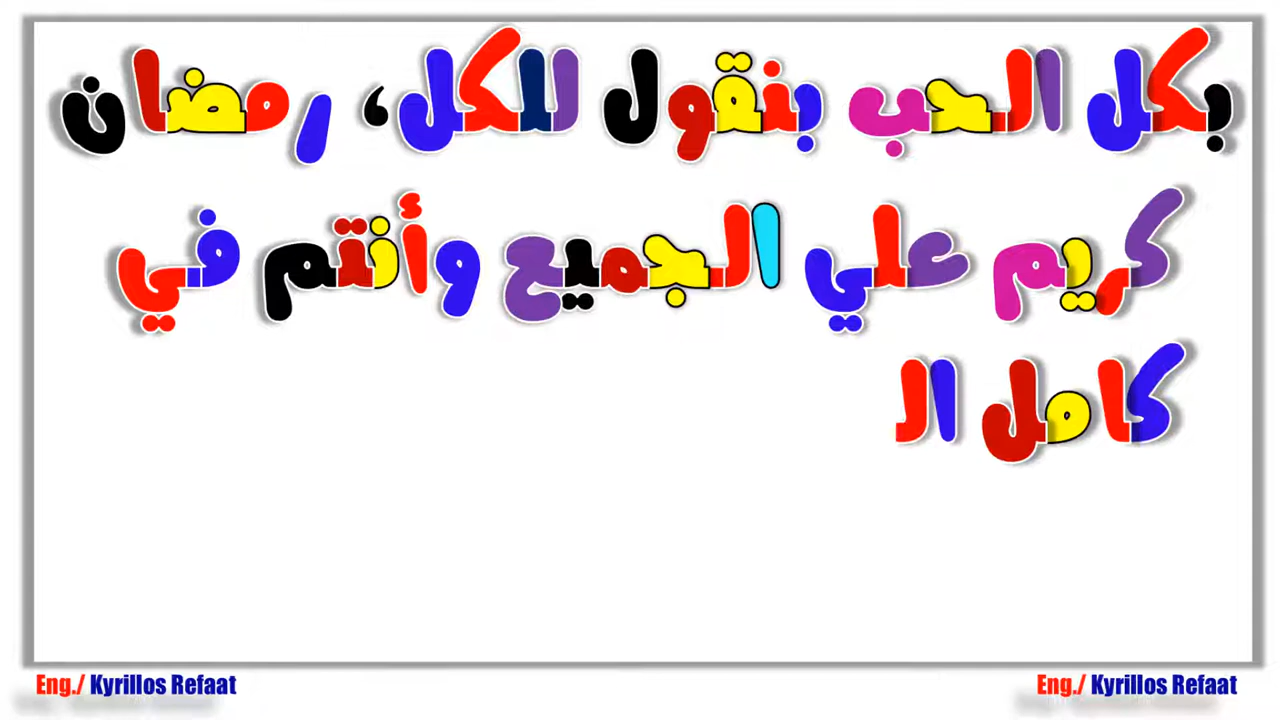 بكل الحب بنقول للكل، رمضان
كريم علي الجميع وأنتم في
كامل ال
Eng./ Kyrillos Refaat
Eng./ Kyrillos Refaat